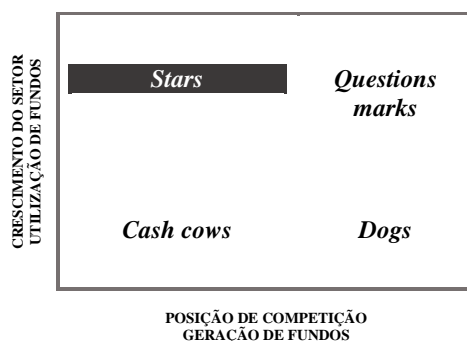 CRESCIMENTO DO SETOR
UTILIZAÇÃO DE FUNDOS
Stars
Questions
marks
Cash cows
Dogs
POSIÇÃO DE COMPETIÇÃO
GERAÇÃO DE FUNDOS